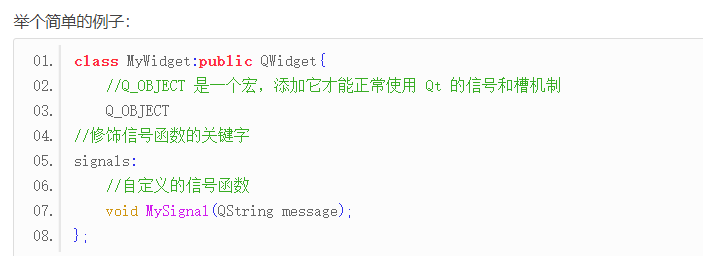 举个简单的例子：
01. class MyWidget:public QWidget{
02. //Q_OBJECT 是一个宏，添加它才能正常使用 Qt 的信号和槽机制
03. Q_OBJECT
04. //修饰信号函数的关键字
05. signals:
06. //自定义的信号函数
07. void MySignal(QString message);
08. };